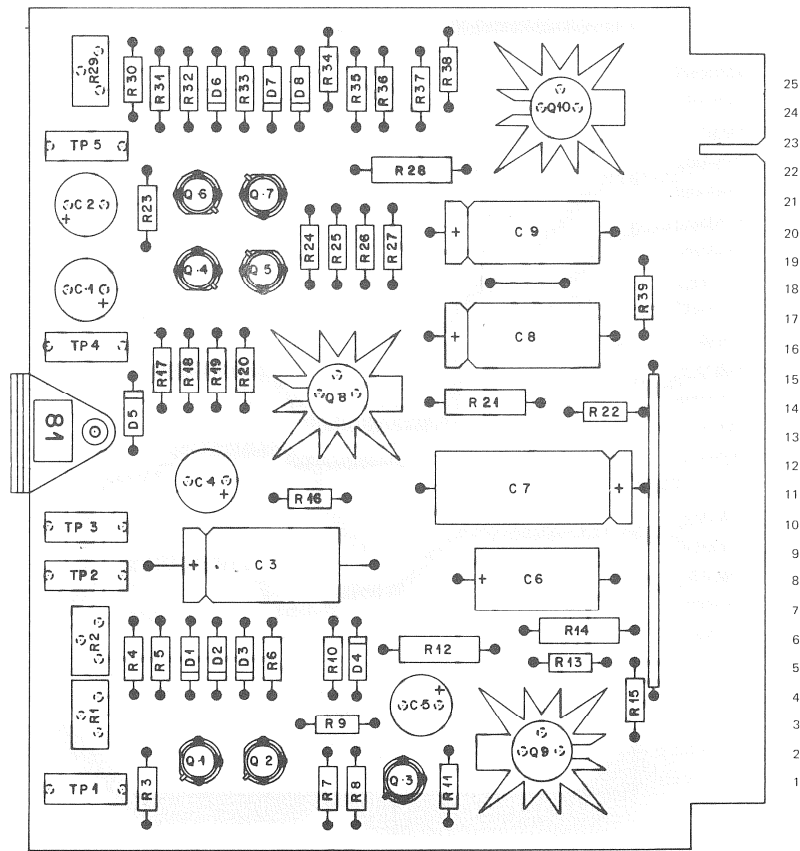 R29 R30 R31 R32 D6 R33 D7 D8 R34 R35 R36 R37 R38 Q10
25
24
TP5 23
R28 22
C2 R23 Q6 Q7 21
R24 R25 R26 R27 C9 20
Q4 Q5 19
C1 R39 18
17
TP4 C8 16
R17 R18 R19 R20 15
D5 Q8 R21 R22 14
81 13
C4 12
R16 C7 11
TP3 10
C3 9
TP2 C6 8
7
R2 R4 R5 D1 D2 D3 R6 R10 D4 R12 R14 6
R13 5
R1 C5 R15 4
R9 3
Q1 Q2 Q3 Q9 2
TP1 R3 R7 R8 R11 1